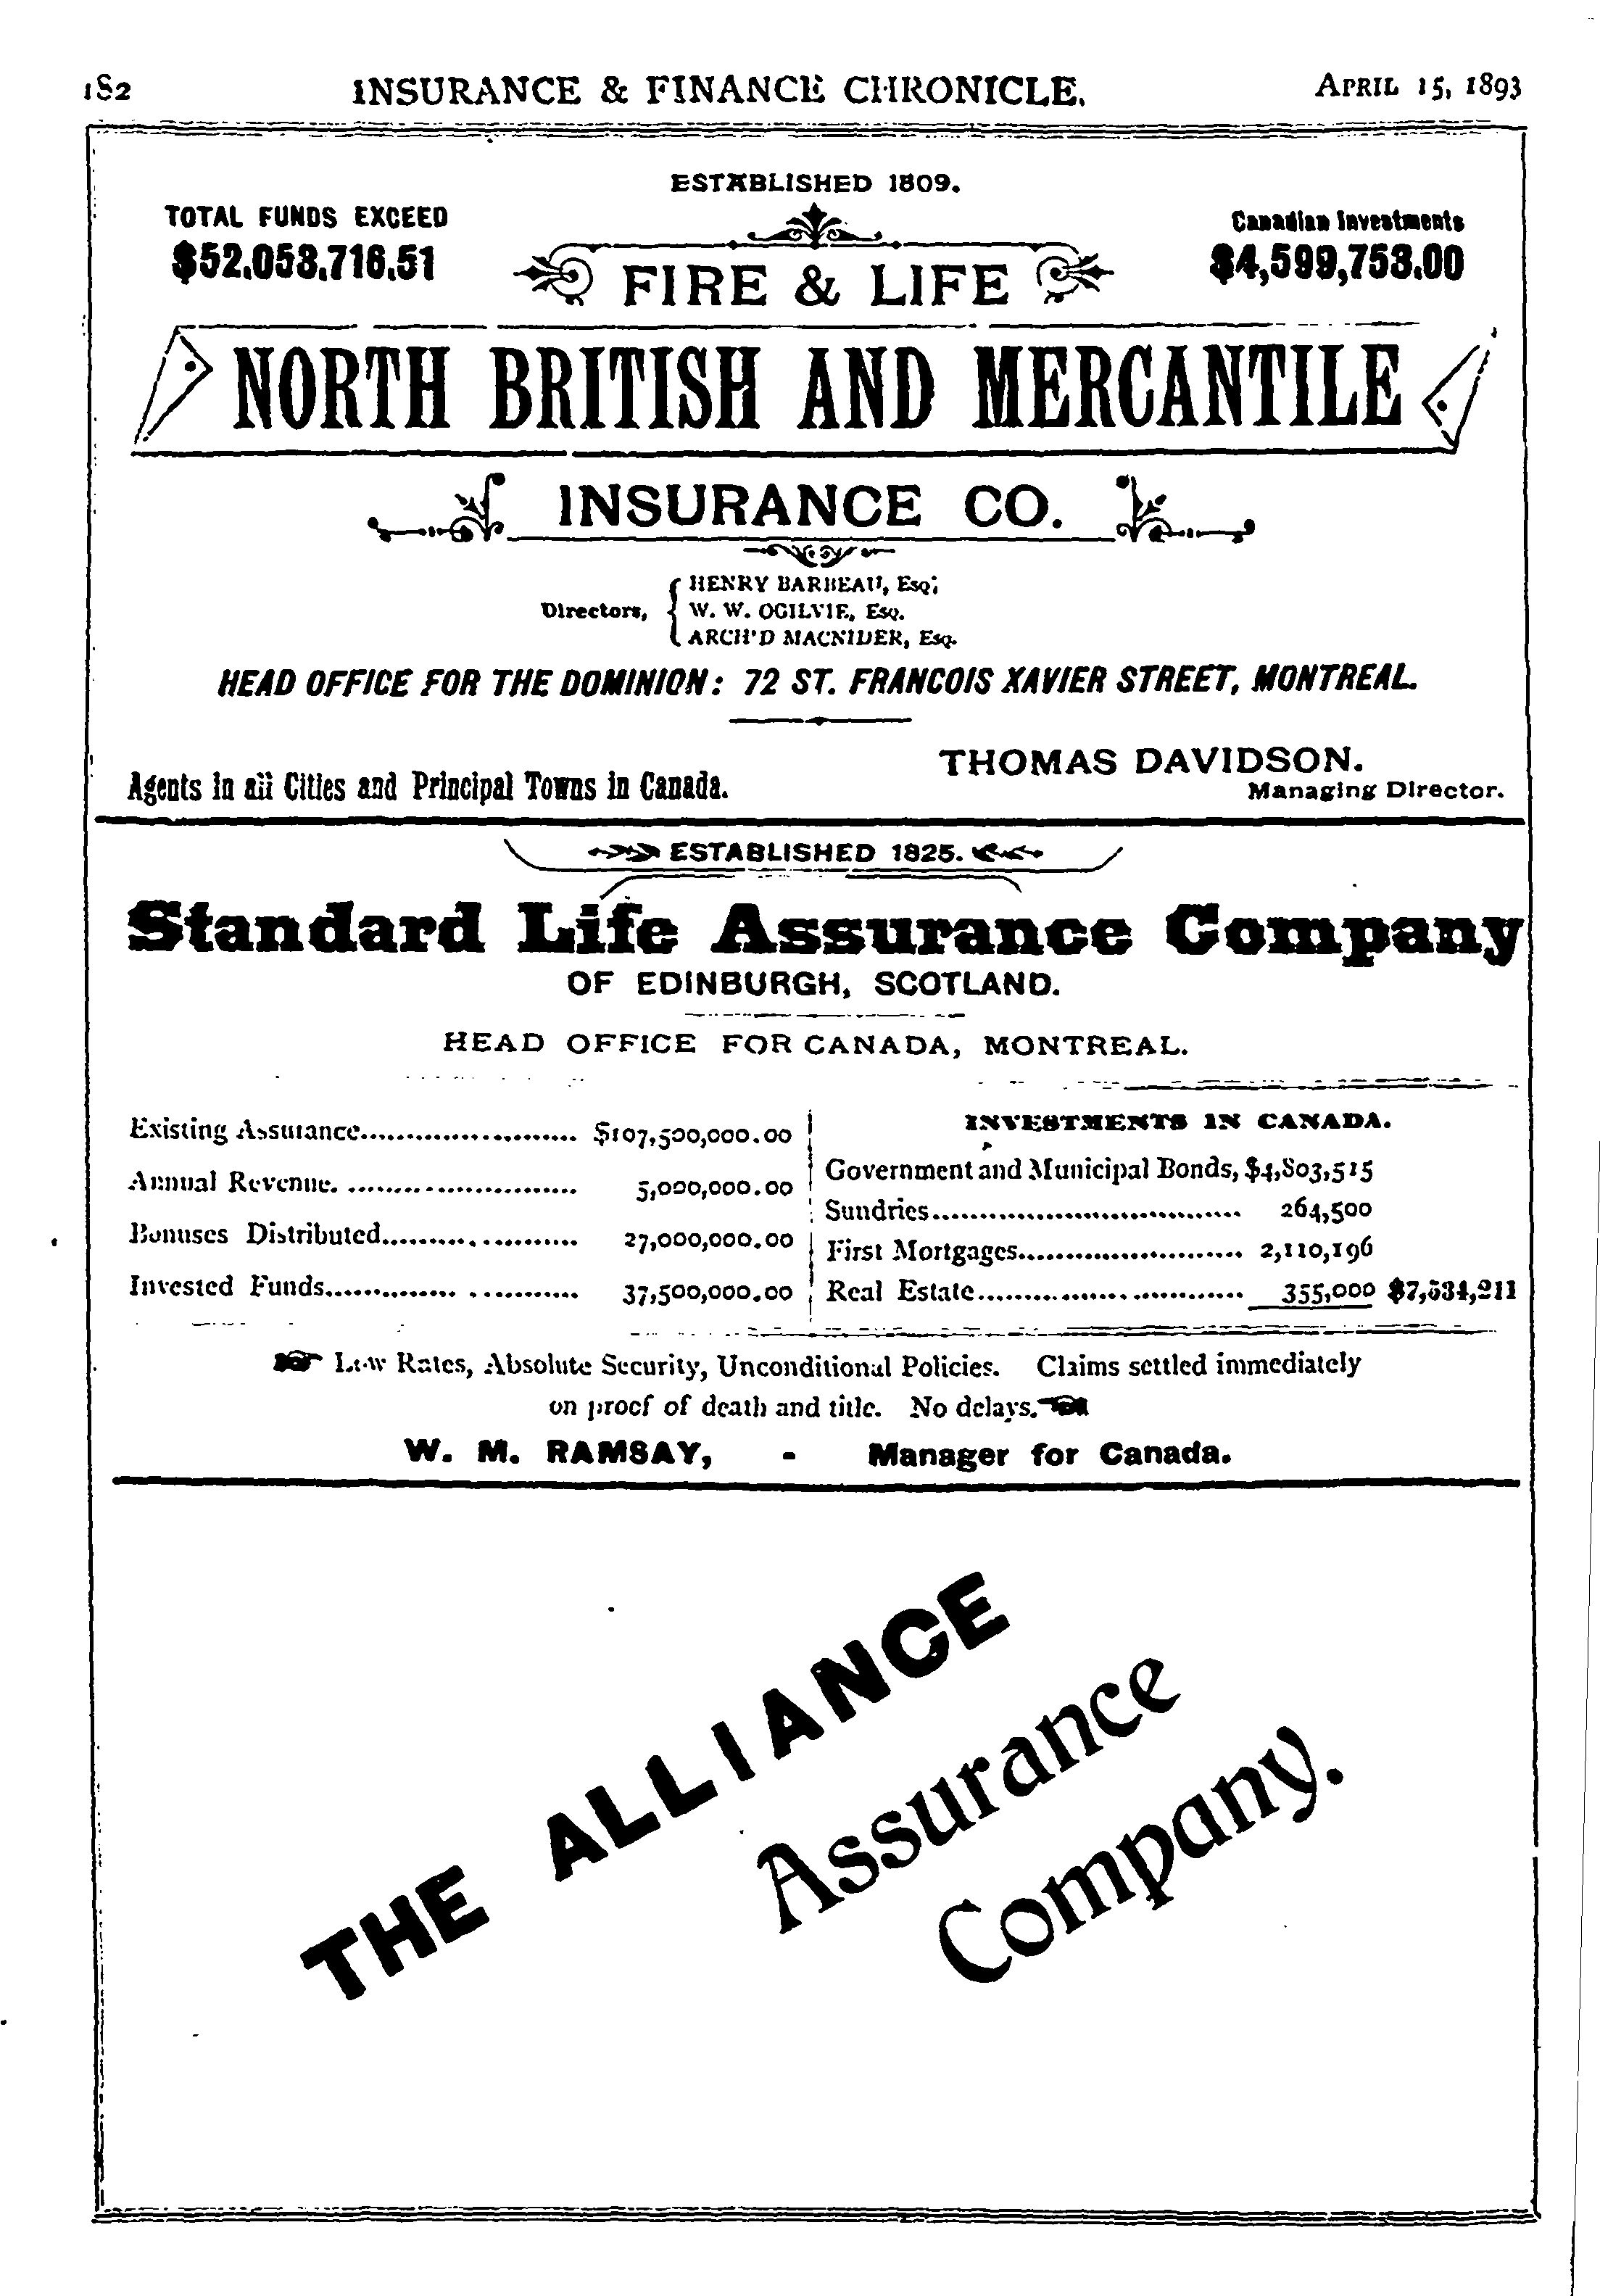 182 INSURANCE & FINANCE CHRONICLE. APRIL 15, 1893
ESTABLISHED 1809.
TOTAL FUNDS EXCEED
$52,053,716.51
Canadian Investments
$4,599,753.00
FIRE & LIFE
NORTH BRITISH AND MERCANTILE
INSURANCE CO.
Directors,
HENRY BARBEAU, Esq.
W. W. OGILVIE, Esq.
ARCH'D MACNIDER, Esq.
HEAD OFFICE FOR THE DOMINION: 72 ST. FRANCOIS XAVIER STREET, MONTREAL.
Agents in all Cities and Principal Towns in Canada.
THOMAS DAVIDSON.
Managing Director.
ESTABLISHED 1825.
Standard Life Assurance Company
OF EDINBURGH, SCOTLAND.
HEAD OFFICE FOR CANADA, MONTREAL.
Existing Assurance....................... $107,500,000.00
Annual Revenue. ......................... 5,000,000.00
Bonuses Distributed..................... 27,000,000.00
Invested Funds.......................... 37,500,000.00
INVESTMENTS IN CANADA.
Government and Municipal Bonds, $4,803,515
Sundries................................. 264,500
First Mortgages........................ 2,110,196
Real Estate............................ 355,000 $7,534,211
Low Rates, Absolute Security, Unconditional Policies. Claims settled immediately
on proof of death and title. No delays.
W. M. RAMSAY, - Manager for Canada.
THE ALLIANCE
Assurance
Company.